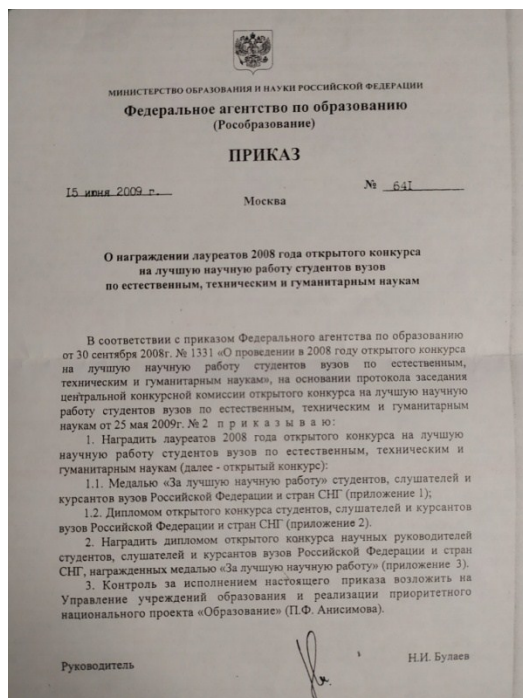 МИНИСТЕРСТВО ОБРАЗОВАНИЯ И НАУКИ РОССИЙСКОЙ ФЕДЕРАЦИИ
Федеральное агентство по образованию
(Рособразование)
ПРИКАЗ
I5 июня 2009 г.
№ 64I
Москва
О награждении лауреатов 2008 года открытого конкурса
на лучшую научную работу студентов вузов
по естественным, техническим и гуманитарным наукам
В соответствии с приказом Федерального агентства по образованию
от 30 сентября 2008г. № 1331 «О проведении в 2008 году открытого конкурса
на лучшую научную работу студентов вузов по естественным,
техническим и гуманитарным наукам», на основании протокола заседания
центральной конкурсной комиссии открытого конкурса на лучшую научную
работу студентов вузов по естественным, техническим и гуманитарным
наукам от 25 мая 2009г. № 2 п р и к а з ы в а ю:
1. Наградить лауреатов 2008 года открытого конкурса на лучшую
научную работу студентов вузов по естественным, техническим и
гуманитарным наукам (далее - открытый конкурс):
1.1. Медалью «За лучшую научную работу» студентов, слушателей и
курсантов вузов Российской Федерации и стран СНГ (приложение 1);
1.2. Дипломом открытого конкурса студентов, слушателей и курсантов
вузов Российской Федерации и стран СНГ (приложение 2).
2. Наградить дипломом открытого конкурса научных руководителей
студентов, слушателей и курсантов вузов Российской Федерации и стран
СНГ, награжденных медалью «За лучшую научную работу» (приложение 3).
3. Контроль за исполнением настоящего приказа возложить на
Управление учреждений образования и реализации приоритетного
национального проекта «Образование» (П.Ф. Анисимова).
Руководитель
Н.И. Булаев